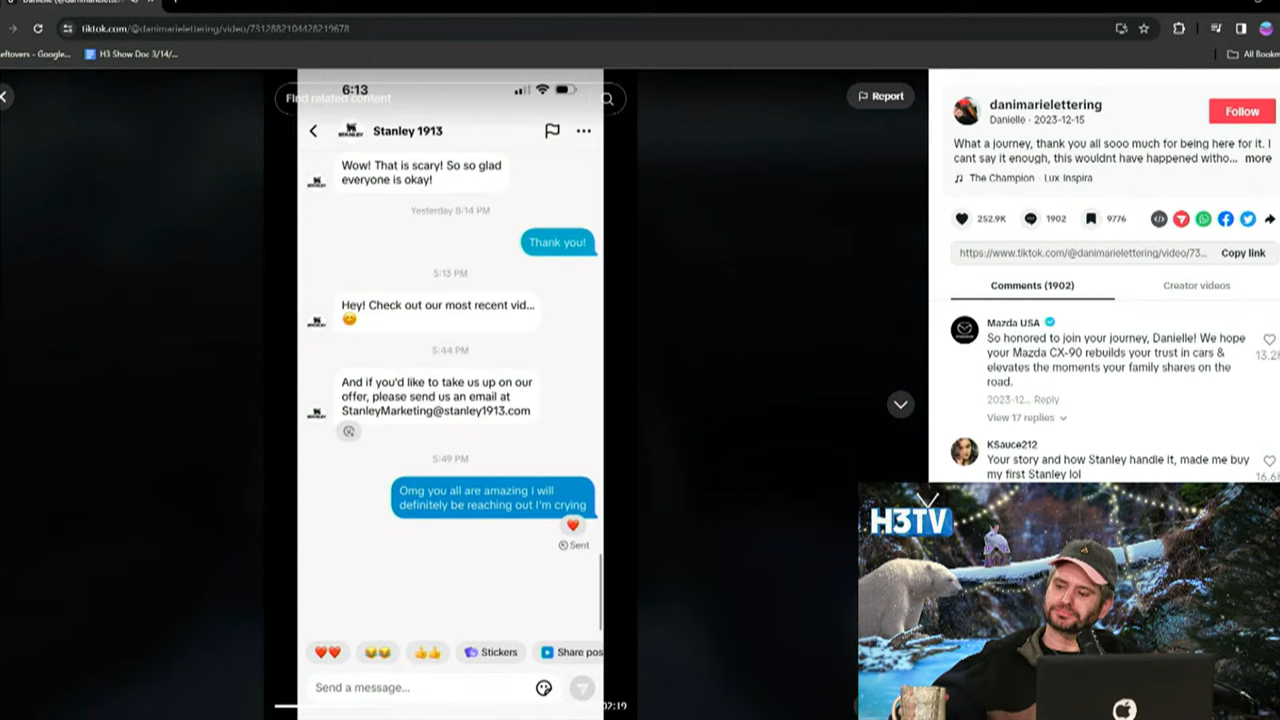 tiktok.com/@danimarielettering/video/7312882104428219678
eftovers - Google...
H3 Show Doc 3/14/...
All Bookm
6:13
Find related content
Report
Stanley 1913
Wow! That is scary! So so glad
everyone is okay!
Yesterday 8:14 PM
Thank you!
5:13 PM
Hey! Check out our most recent vid...
5:44 PM
And if you'd like to take us up on our
offer, please send us an email at
StanleyMarketing@stanley1913.com
5:49 PM
Omg you all are amazing I will
definitely be reaching out I'm crying
Sent
Stickers
Share pos
Send a message...
02:19
danimarielettering
Danielle · 2023-12-15
Follow
What a journey, thank you all sooo much for being here for it. I
cant say it enough, this wouldnt have happened witho... more
The Champion Lux Inspira
252.9K
1902
9776
https://www.tiktok.com/@danimarielettering/video/73...
Copy link
Comments (1902)
Creator videos
Mazda USA
So honored to join your journey, Danielle! We hope
your Mazda CX-90 rebuilds your trust in cars &
elevates the moments your family shares on the
road.
13.2
2023-12... Reply
View 17 replies
KSauce212
Your story and how Stanley handle it, made me buy
my first Stanley lol
16.6
H3TV